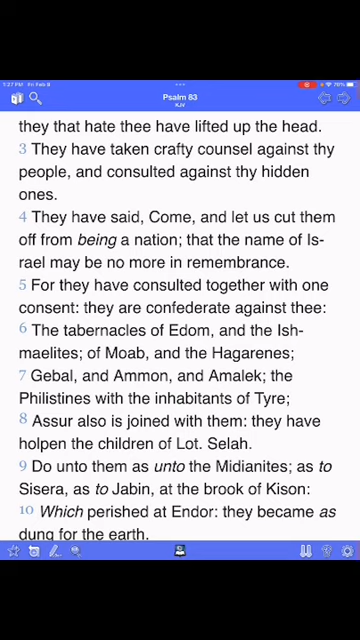 1:27 PM Fri Feb 9
76%
Psalm 83
KJV
they that hate thee have lifted up the head.
3 They have taken crafty counsel against thy
people, and consulted against thy hidden
ones.
4 They have said, Come, and let us cut them
off from being a nation; that the name of Is-
rael may be no more in remembrance.
5 For they have consulted together with one
consent: they are confederate against thee:
6 The tabernacles of Edom, and the Ish-
maelites; of Moab, and the Hagarenes;
7 Gebal, and Ammon, and Amalek; the
Philistines with the inhabitants of Tyre;
8 Assur also is joined with them: they have
holpen the children of Lot. Selah.
9 Do unto them as unto the Midianites; as to
Sisera, as to Jabin, at the brook of Kison:
10 Which perished at Endor: they became as
dung for the earth.